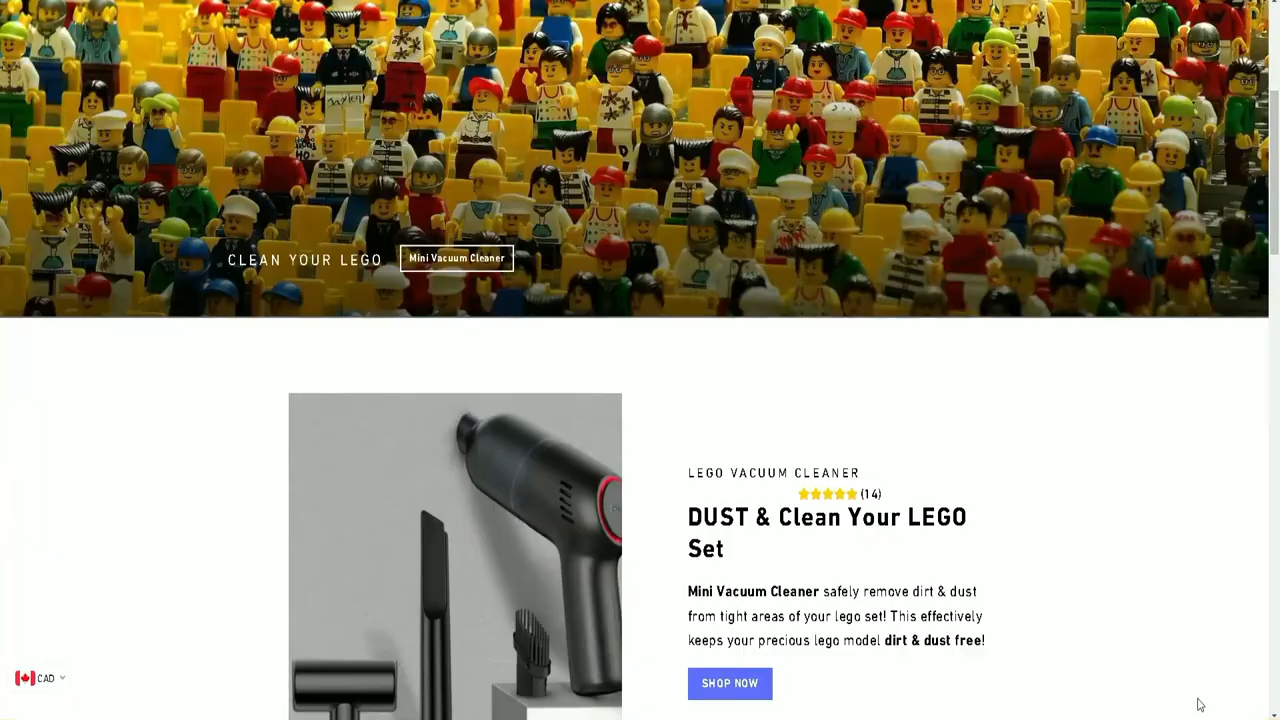 CLEAN YOUR LEGO
Mini Vacuum Cleaner
LEGO VACUUM CLEANER
(14)
DUST & Clean Your LEGO
Set
Mini Vacuum Cleaner safely remove dirt & dust
from tight areas of your lego set! This effectively
keeps your precious lego model dirt & dust free!
CAD
SHOP NOW